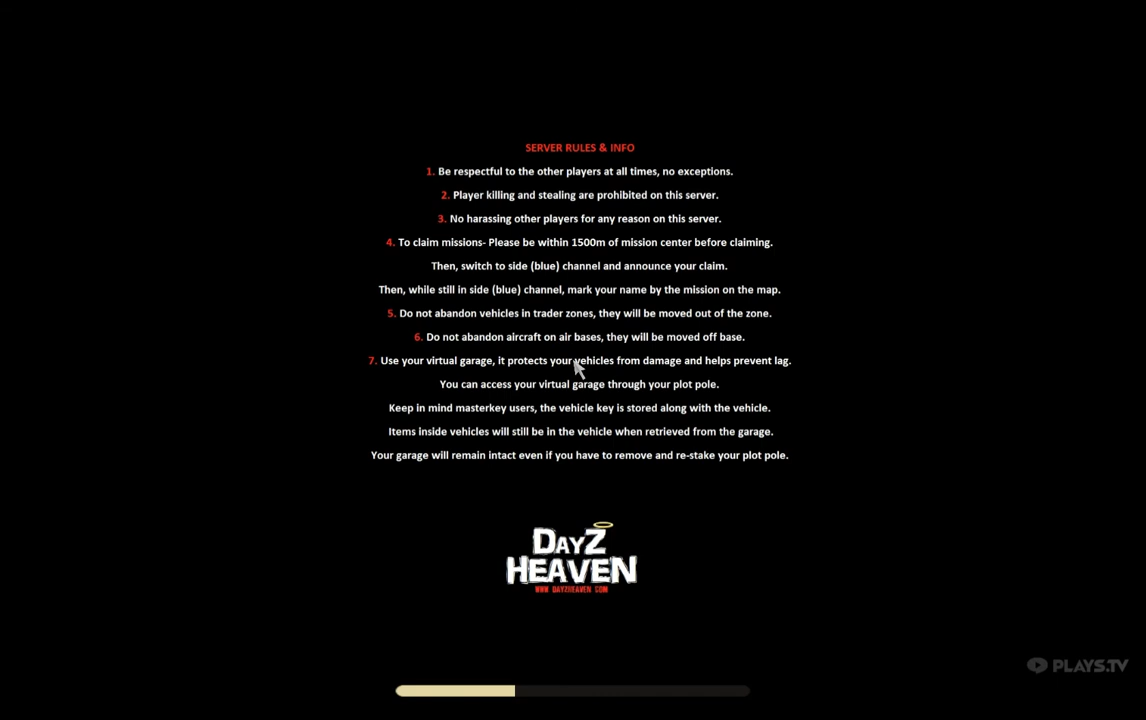 SERVER RULES & INFO
1. Be respectful to the other players at all times, no exceptions.
2. Player killing and stealing are prohibited on this server.
3. No harassing other players for any reason on this server.
4. To claim missions- Please be within 1500m of mission center before claiming.
Then, switch to side (blue) channel and announce your claim.
Then, while still in side (blue) channel, mark your name by the mission on the map.
5. Do not abandon vehicles in trader zones, they will be moved out of the zone.
6. Do not abandon aircraft on air bases, they will be moved off base.
7. Use your virtual garage, it protects your vehicles from damage and helps prevent lag.
You can access your virtual garage through your plot pole.
Keep in mind masterkey users, the vehicle key is stored along with the vehicle.
Items inside vehicles will still be in the vehicle when retrieved from the garage.
Your garage will remain intact even if you have to remove and re-stake your plot pole.
DAYZ
HEAVEN
WWW DAYZHEAVEN COM
PLAYS.TV